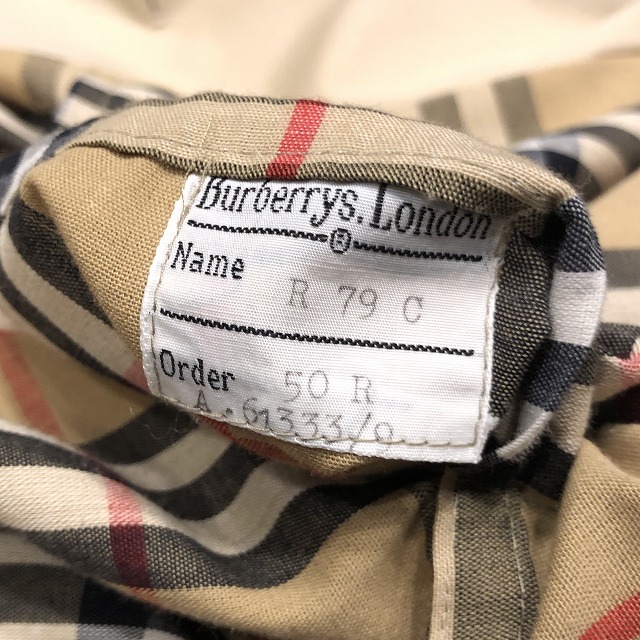 Burberrys. London
®
Name R 79 C
Order 50 R
A.61333/0